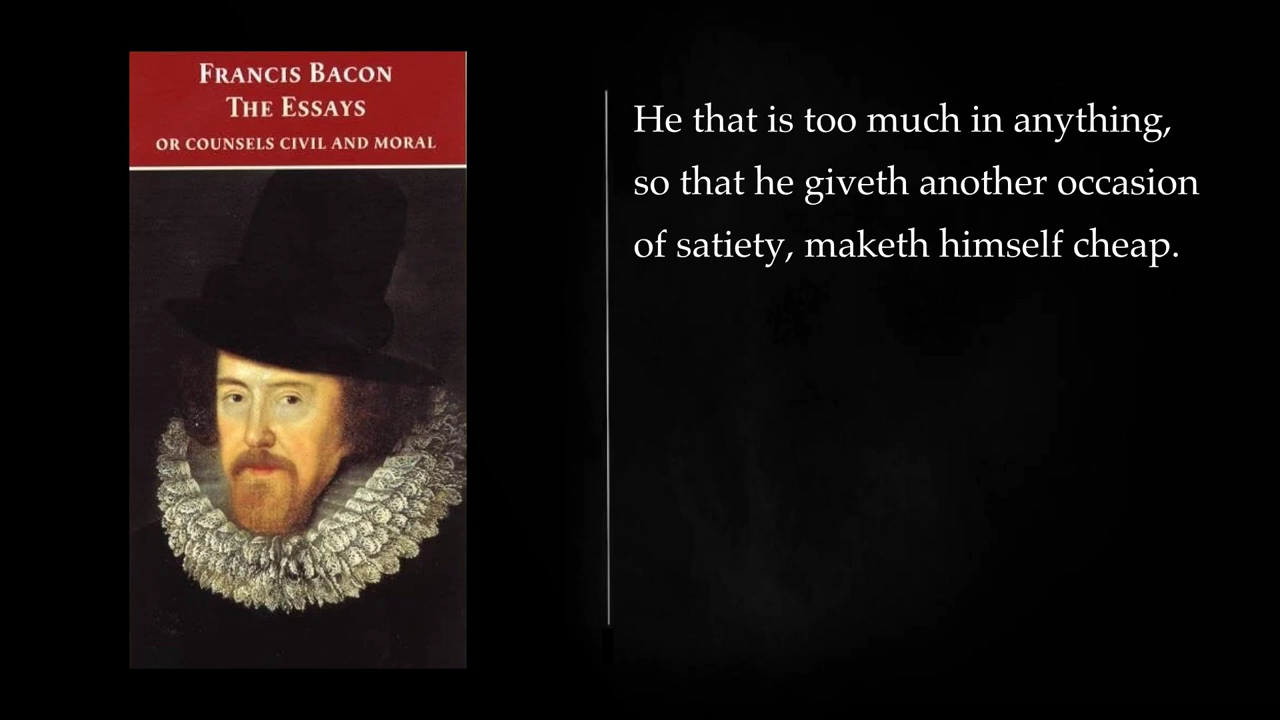 FRANCIS BACON
THE ESSAYS
OR COUNSELS CIVIL AND MORAL
He that is too much in anything,
so that he giveth another occasion
of satiety, maketh himself cheap.